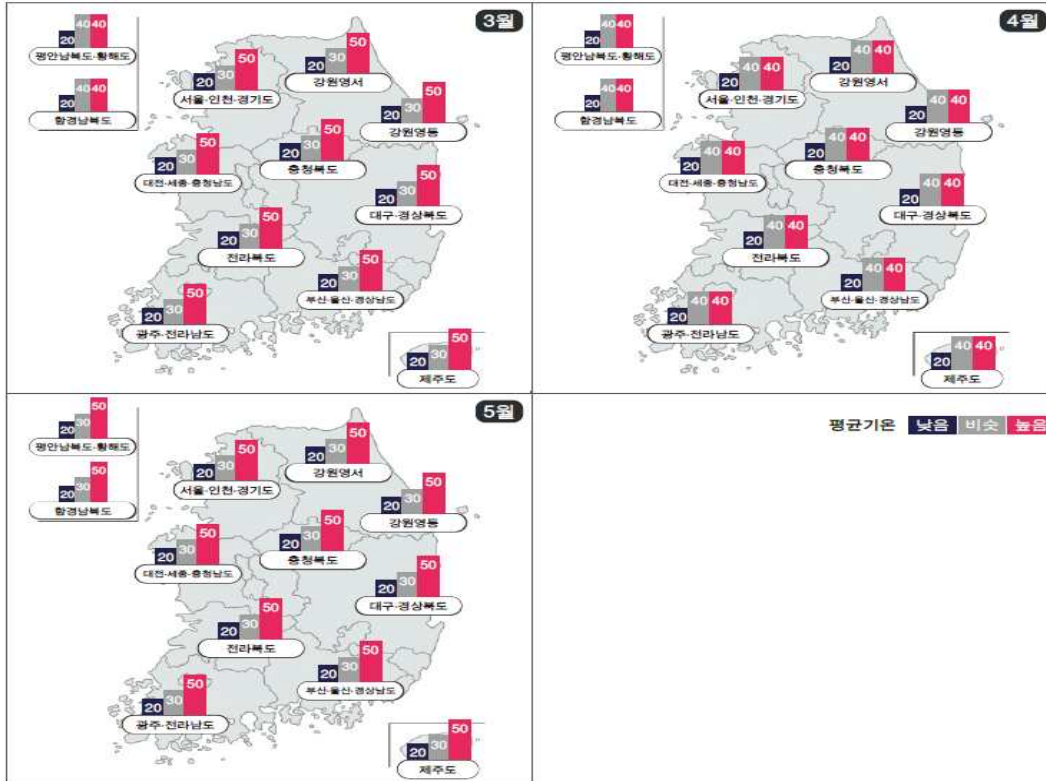 3월
20 40 40
평안남북도·황해도
20 40 40
함경남북도
20 30 50
서울·인천·경기도
20 30 50
강원영서
20 30 50
강원영동
20 30 50
충청북도
20 30 50
대전·세종·충청남도
20 30 50
대구·경상북도
20 30 50
전라북도
20 30 50
부산·울산·경상남도
20 30 50
광주·전라남도
20 30 50
제주도
4월
20 40 40
평안남북도·황해도
20 40 40
함경남북도
20 40 40
서울·인천·경기도
20 40 40
강원영서
20 40 40
강원영동
20 40 40
충청북도
20 40 40
대전·세종·충청남도
20 40 40
대구·경상북도
20 40 40
전라북도
20 40 40
부산·울산·경상남도
20 40 40
광주·전라남도
20 40 40
제주도
5월
20 30 50
평안남북도·황해도
20 30 50
함경남북도
20 30 50
서울·인천·경기도
20 30 50
강원영서
20 30 50
강원영동
20 30 50
충청북도
20 30 50
대전·세종·충청남도
20 30 50
대구·경상북도
20 30 50
전라북도
20 30 50
부산·울산·경상남도
20 30 50
광주·전라남도
20 30 50
제주도
평균기온 낮음 비슷 높음